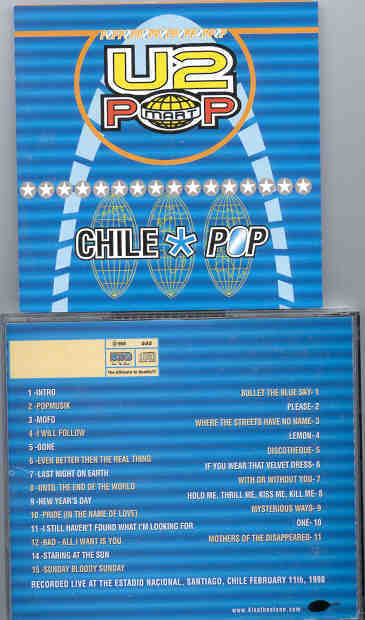 U2
POP
MART
CHILE * POP
The Ultimate In Quality!!!
1 -INTRO
2 -POPMUSIK
3 -MOFO
4 -I WILL FOLLOW
5 -GONE
6 -EVEN BETTER THEN THE REAL THING
7 -LAST NIGHT ON EARTH
8 -UNTIL THE END OF THE WORLD
9 -NEW YEAR'S DAY
10 -PRIDE (IN THE NAME OF LOVE)
11 -I STILL HAVEN'T FOUND WHAT I'M LOOKING FOR
12 -BAD - ALL I WANT IS YOU
14 -STARING AT THE SUN
15 -SUNDAY BLOODY SUNDAY
BULLET THE BLUE SKY- 1
PLEASE- 2
WHERE THE STREETS HAVE NO NAME- 3
LEMON- 4
DISCOTHEQUE- 5
IF YOU WEAR THAT VELVET DRESS- 6
WITH OR WITHOUT YOU- 7
HOLD ME, THRILL ME, KISS ME, KILL ME- 8
MYSTERIOUS WAYS- 9
ONE- 10
MOTHERS OF THE DISAPPEARED- 11
RECORDED LIVE AT THE ESTADIO NACIONAL, SANTIAGO, CHILE FEBRUARY 11th, 1998